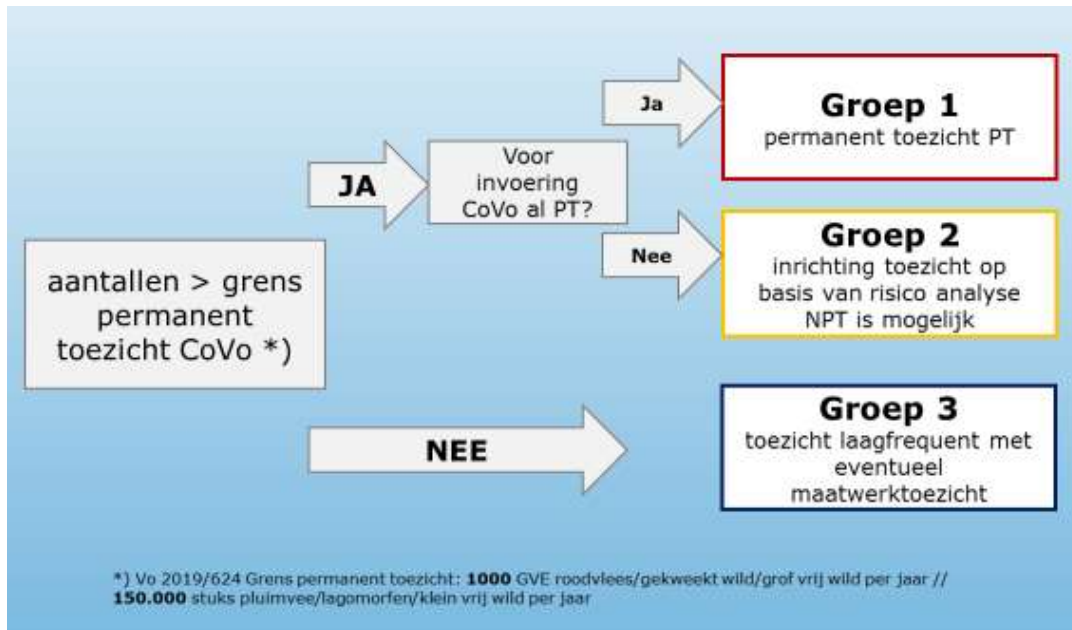 aantallen > grens
permanent
toezicht CoVo *)
JA
Voor
invoering
CoVo al PT?
Ja
Groep 1
permanent toezicht PT
Nee
Groep 2
inrichting toezicht op
basis van risico analyse
NPT is mogelijk
NEE
Groep 3
toezicht laagfrequent met
eventueel
maatwerktoezicht
*) Vo 2019/624 Grens permanent toezicht: 1000 GVE roodvlees/gekweekt wild/grof vrij wild per jaar //
150.000 stuks pluimvee/lagomorfen/klein vrij wild per jaar